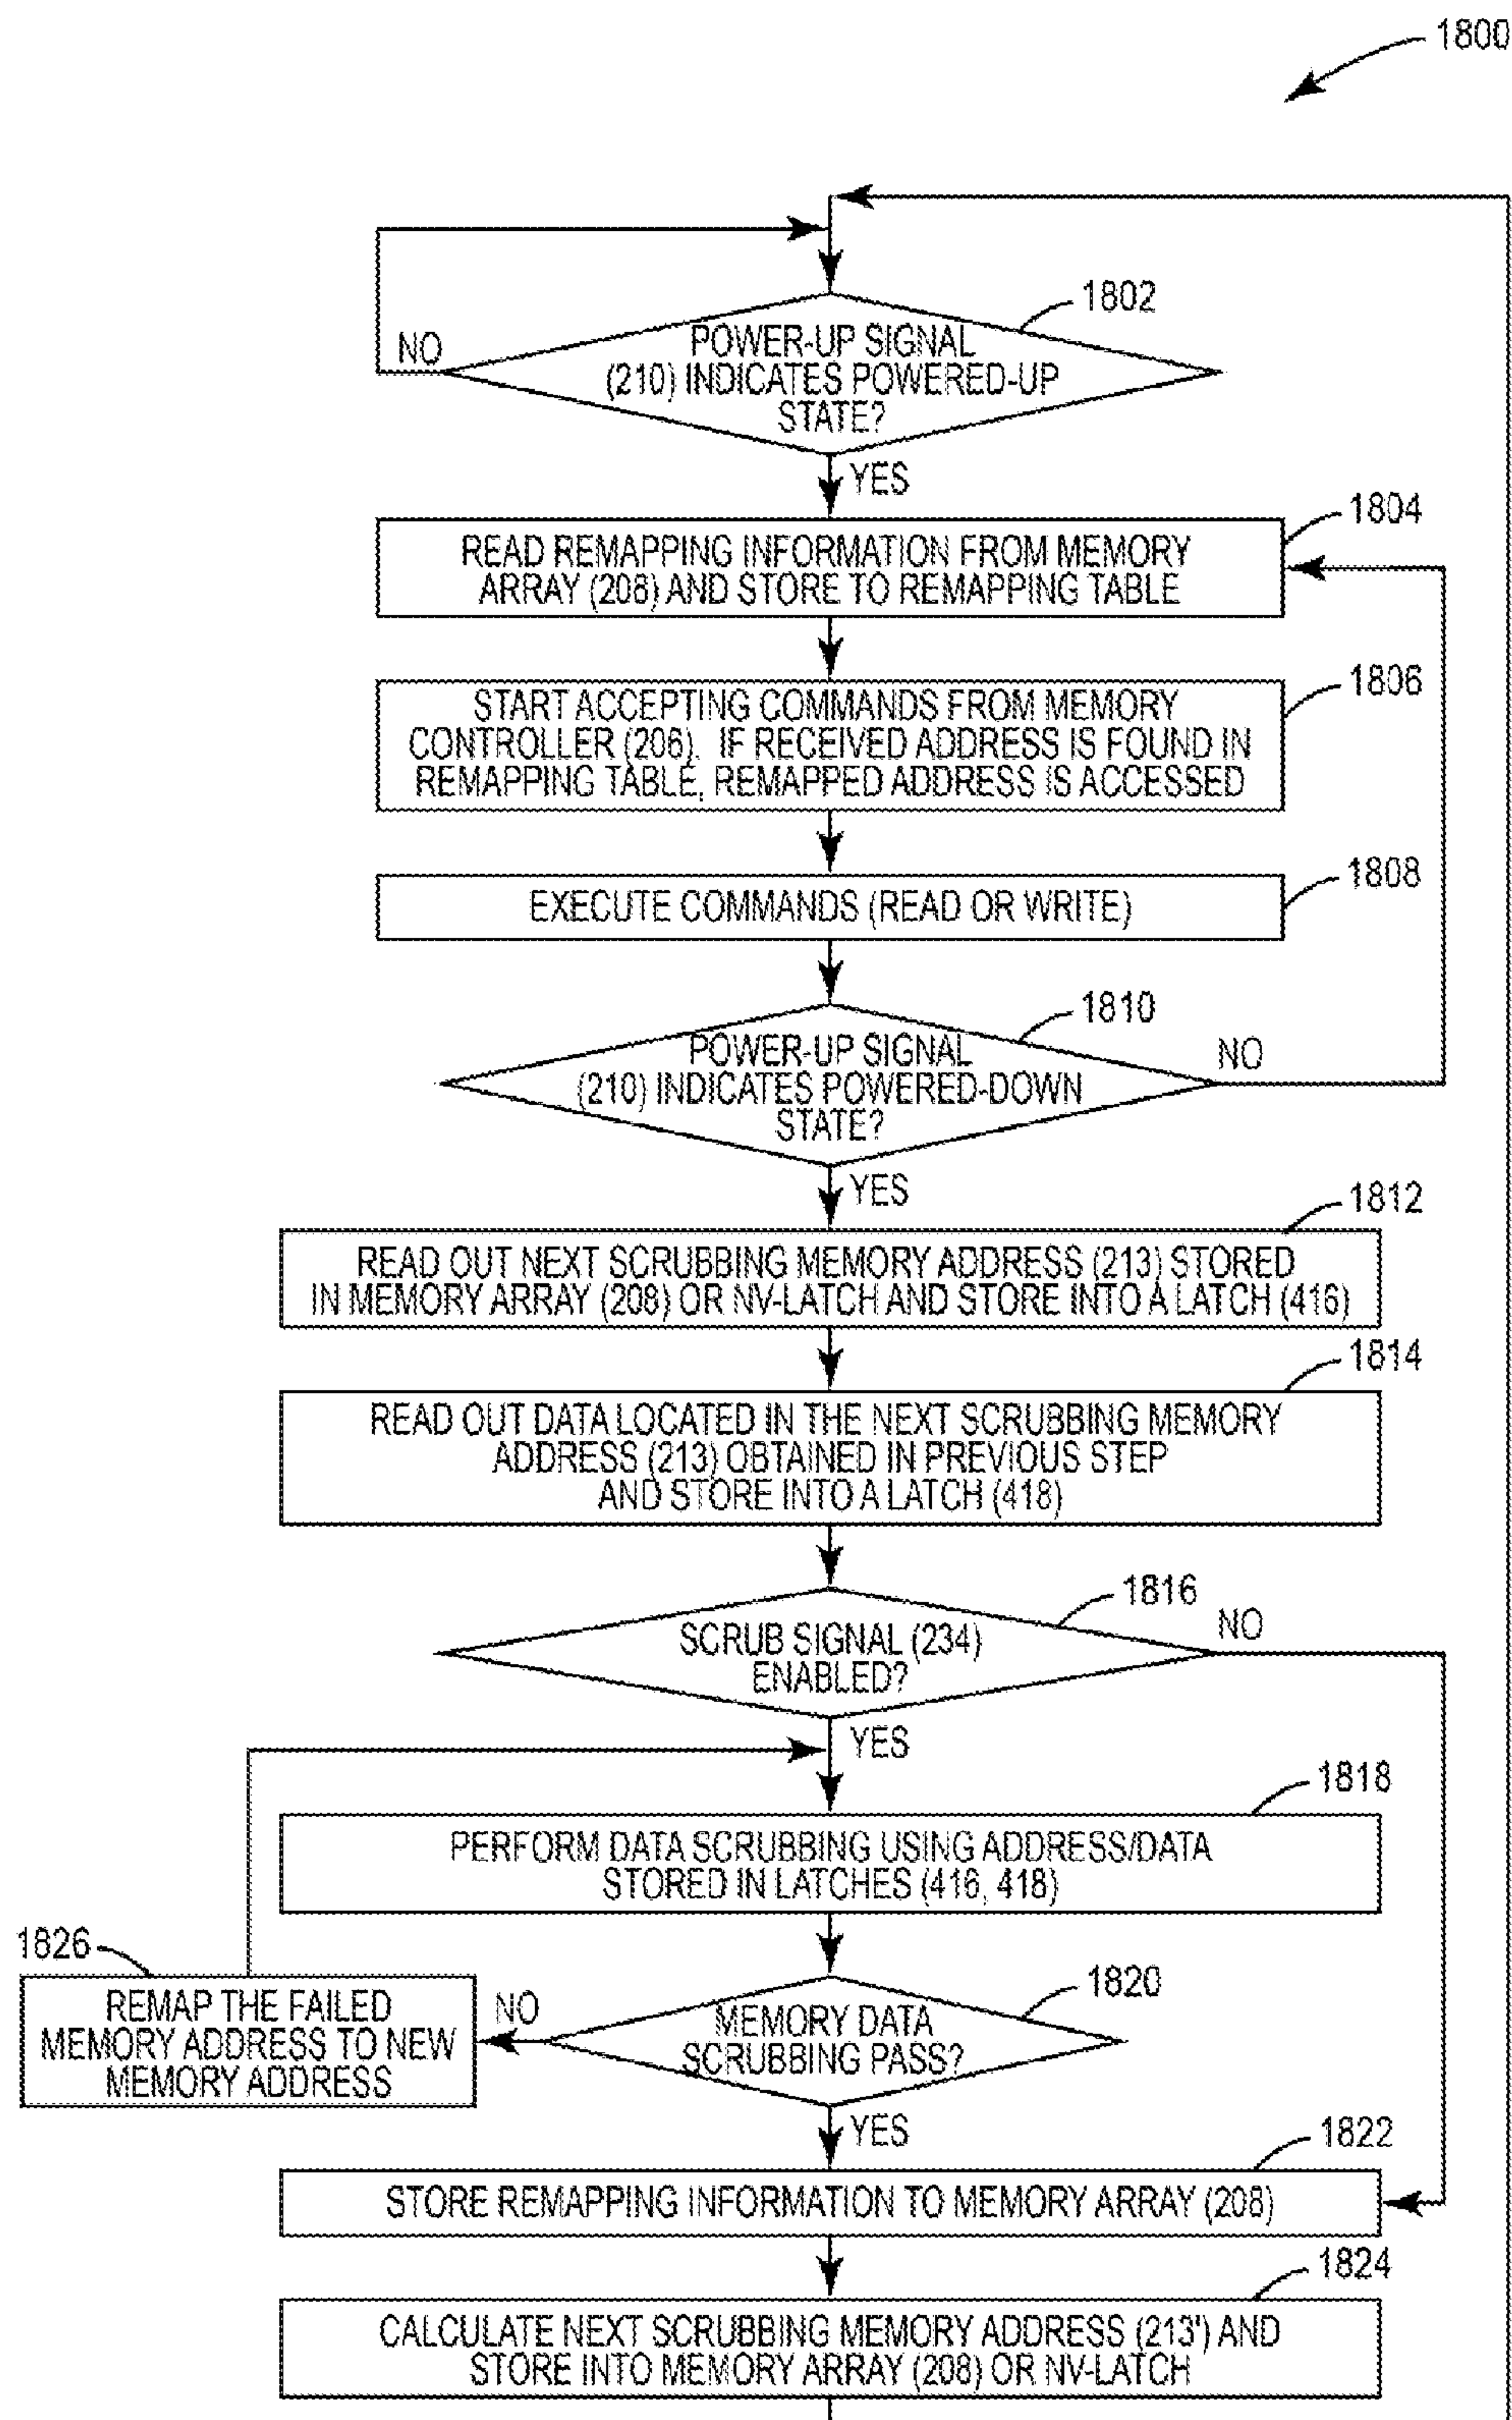 1800
1802
NO
POWER-UP SIGNAL
(210) INDICATES POWERED-UP
STATE?
YES
1804
READ REMAPPING INFORMATION FROM MEMORY
ARRAY (208) AND STORE TO REMAPPING TABLE
1806
START ACCEPTING COMMANDS FROM MEMORY
CONTROLLER (206). IF RECEIVED ADDRESS IS FOUND IN
REMAPPING TABLE, REMAPPED ADDRESS IS ACCESSED
1808
EXECUTE COMMANDS (READ OR WRITE)
1810
POWER-UP SIGNAL
(210) INDICATES POWERED-DOWN
STATE?
NO
YES
1812
READ OUT NEXT SCRUBBING MEMORY ADDRESS (213) STORED
IN MEMORY ARRAY (208) OR NV-LATCH AND STORE INTO A LATCH (416)
1814
READ OUT DATA LOCATED IN THE NEXT SCRUBBING MEMORY
ADDRESS (213) OBTAINED IN PREVIOUS STEP
AND STORE INTO A LATCH (418)
1816
SCRUB SIGNAL (234)
ENABLED?
NO
YES
1818
PERFORM DATA SCRUBBING USING ADDRESS/DATA
STORED IN LATCHES (416, 418)
1826
REMAP THE FAILED
MEMORY ADDRESS TO NEW
MEMORY ADDRESS
NO
1820
MEMORY DATA
SCRUBBING PASS?
YES
1822
STORE REMAPPING INFORMATION TO MEMORY ARRAY (208)
1824
CALCULATE NEXT SCRUBBING MEMORY ADDRESS (213') AND
STORE INTO MEMORY ARRAY (208) OR NV-LATCH